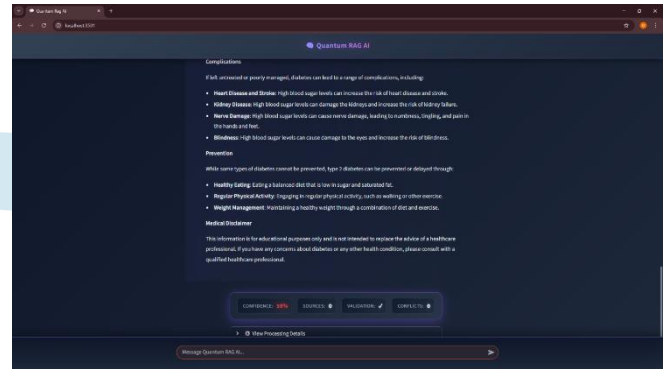 Quantum Rag AI
localhost:3501
Quantum RAG AI
Complications
If left untreated or poorly managed, diabetes can lead to a range of complications, including:
• Heart Disease and Stroke: High blood sugar levels can increase the risk of heart disease and stroke.
• Kidney Disease: High blood sugar levels can damage the kidneys and increase the risk of kidney failure.
• Nerve Damage: High blood sugar levels can cause nerve damage, leading to numbness, tingling, and pain in
the hands and feet.
• Blindness: High blood sugar levels can cause damage to the eyes and increase the risk of blindness.
Prevention
While some types of diabetes cannot be prevented, type 2 diabetes can be prevented or delayed through:
• Healthy Eating: Eating a balanced diet that is low in sugar and saturated fat.
• Regular Physical Activity: Engaging in regular physical activity, such as walking or other exercise.
• Weight Management: Maintaining a healthy weight through a combination of diet and exercise.
Medical Disclaimer
This information is for educational purposes only and is not intended to replace the advice of a healthcare
professional. If you have any concerns about diabetes or any other health condition, please consult with a
qualified healthcare professional.
CONFIDENCE: SOURCES: 0 VALIDATION: ✓ CONFLICTS: 0
View Processing Details
Message Quantum RAG AI...